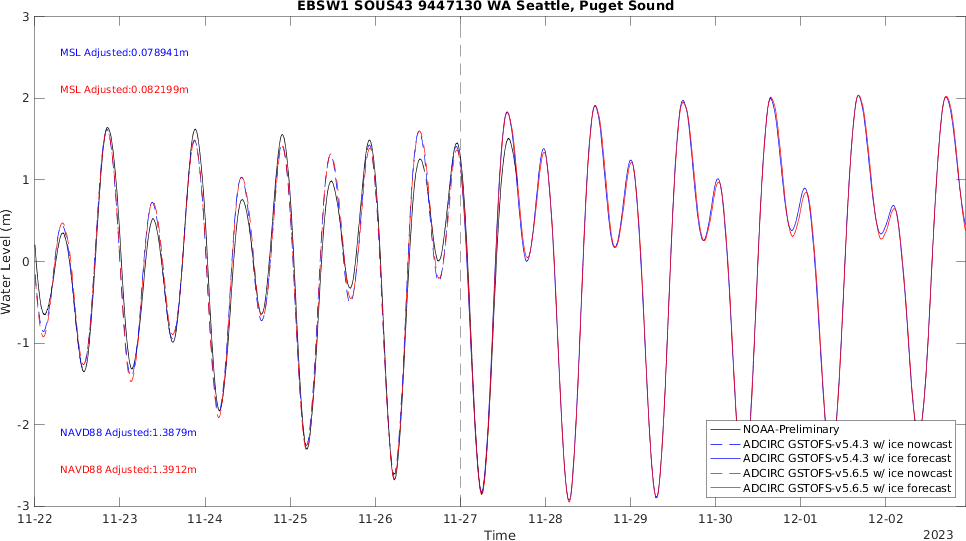 EBSW1 SOUS43 9447130 WA Seattle, Puget Sound
3
2
1
0
-1
-2
-3
Water Level (m)
MSL Adjusted:0.078941m
MSL Adjusted:0.082199m
NAVD88 Adjusted:1.3879m
NAVD88 Adjusted:1.3912m
NOAA-Preliminary
ADCIRC GSTOFS-v5.4.3 w/ ice nowcast
ADCIRC GSTOFS-v5.4.3 w/ ice forecast
ADCIRC GSTOFS-v5.6.5 w/ ice nowcast
ADCIRC GSTOFS-v5.6.5 w/ ice forecast
11-22 11-23 11-24 11-25 11-26 11-27 11-28 11-29 11-30 12-01 12-02
Time
2023